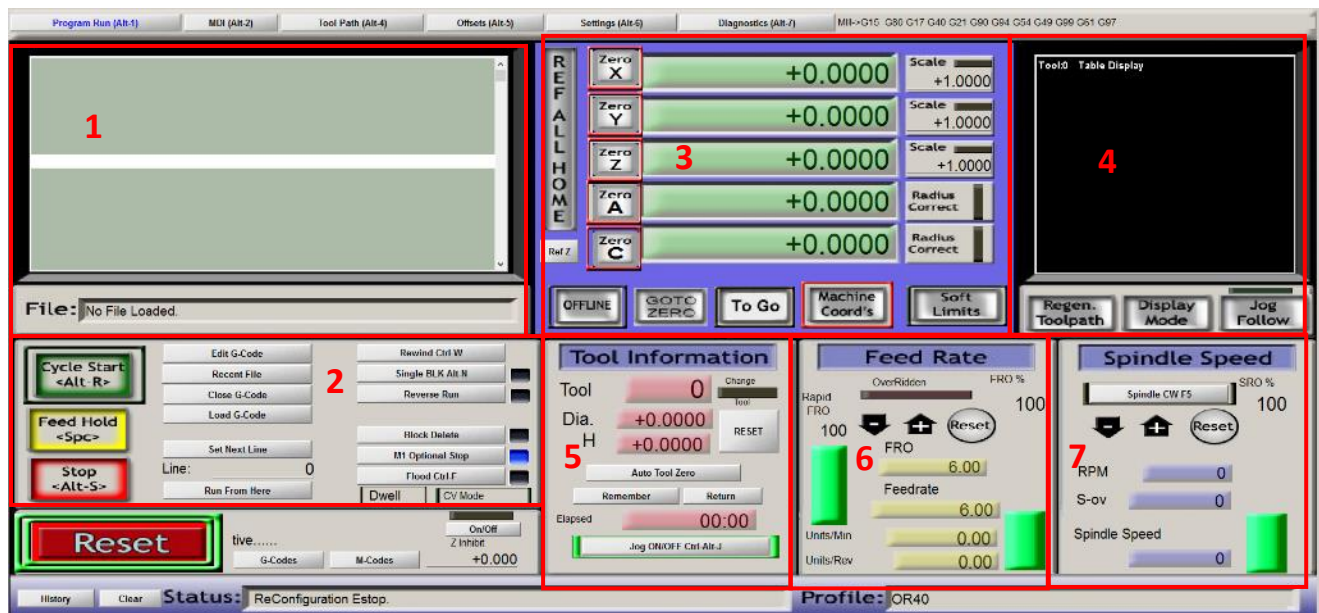 Program Run (Alt-1) MDI (Alt-2) Tool Path (Alt-4) Offsets (Alt-5) Settings (Alt-6) Diagnostics (Alt-7) Mill->G15 G80 G17 G40 G21 G90 G94 G54 G49 G99 G61 G97
1
File: No File Loaded.
REF ALL HOME
Ref Z
Zero X +0.0000 Scale +1.0000
Zero Y +0.0000 Scale +1.0000
Zero Z +0.0000 Scale +1.0000
3
Zero A +0.0000 Radius Correct
Zero C +0.0000 Radius Correct
OFFLINE GOTO ZERO To Go Machine Coord's Soft Limits
Tool:0 Table Display
4
Regen. Toolpath Display Mode Jog Follow
Cycle Start <Alt-R>
Feed Hold <Spc>
Stop <Alt-S>
Edit G-Code
Recent File
Close G-Code
Load G-Code
Set Next Line
Line: 0
Run From Here
2
Rewind Ctrl-W
Single BLK Alt-N
Reverse Run
Block Delete
M1 Optional Stop
Flood Ctrl-F
Dwell CV Mode
Reset
tive......
G-Codes M-Codes
On/Off
Z Inhibit
+0.000
Tool Information
Tool 0 Change Tool
Dia. +0.0000
H +0.0000
RESET
5
Auto Tool Zero
Remember Return
Elapsed 00:00
Jog ON/OFF Ctrl-Alt-J
Feed Rate
OverRidden FRO %
100
Rapid FRO
100
Reset
6
FRO
6.00
Feedrate
6.00
Units/Min 0.00
Units/Rev 0.00
Spindle Speed
Spindle CW F5
SRO %
100
Reset
7
RPM 0
S-ov 0
Spindle Speed
0
History Clear Status: ReConfiguration Estop. Profile: OR40